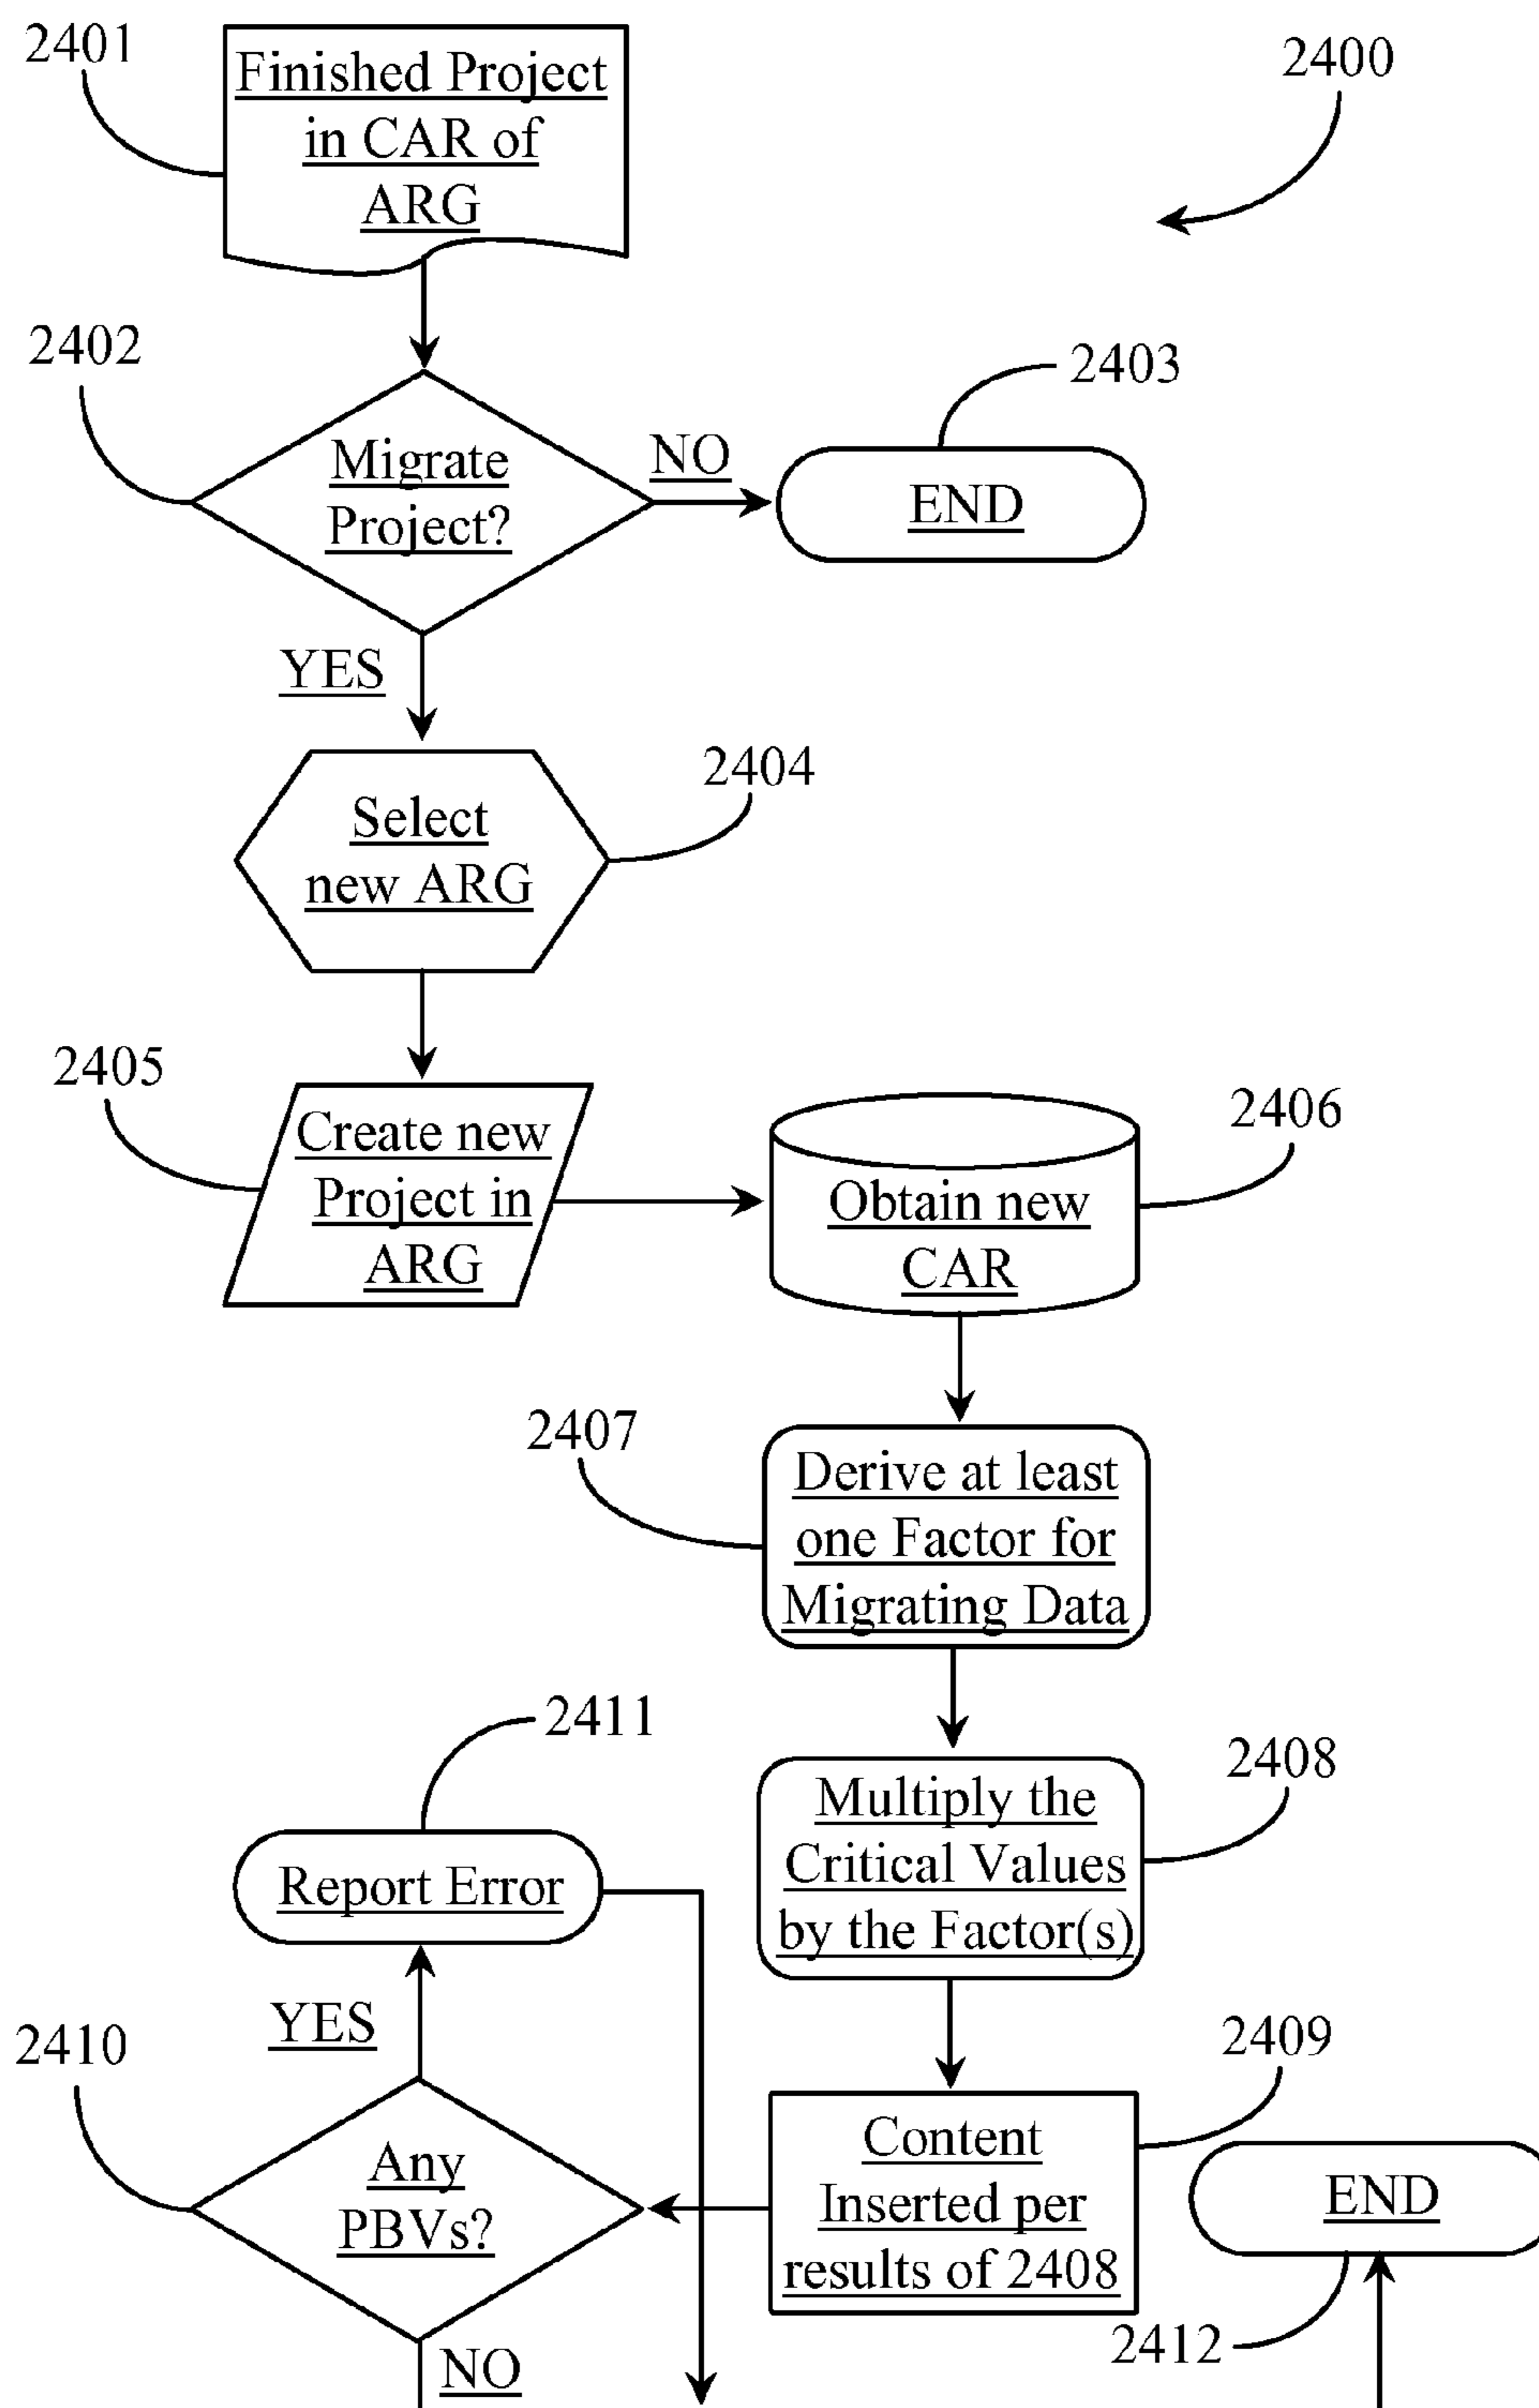 2401
Finished Project
in CAR of
ARG
2400
2402
Migrate
Project?
NO
2403
END
YES
2404
Select
new ARG
2405
Create new
Project in
ARG
2406
Obtain new
CAR
2407
Derive at least
one Factor for
Migrating Data
2408
Multiply the
Critical Values
by the Factor(s)
2411
Report Error
YES
2409
Content
Inserted per
results of 2408
2410
Any
PBVs?
NO
END
2412